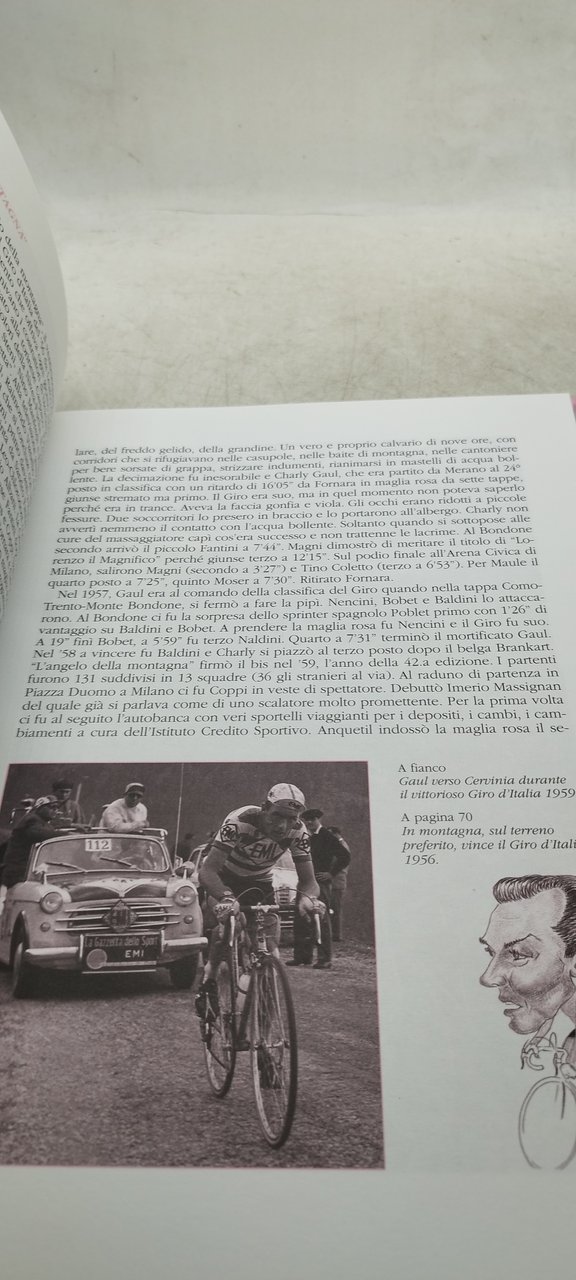 TAGNA"
lare, del freddo gelido, della grandine. Un vero e proprio calvario di nove ore, con
corridori che si rifugiavano nelle casupole, nelle baite di montagna, nelle cantoniere
per bere sorsate di grappa, strizzare indumenti, rianimarsi in mastelli di acqua bol-
lente. La decimazione fu inesorabile e Charly Gaul, che era partito da Merano al 24°
posto in classifica con un ritardo di 16'05" da Fornara in maglia rosa da sette tappe,
giunse stremato ma primo. Il Giro era suo, ma in quel momento non poteva saperlo
perché era in trance. Aveva la faccia gonfia e viola. Gli occhi erano ridotti a piccole
fessure. Due soccorritori lo presero in braccio e lo portarono all'albergo. Charly non
avvertì nemmeno il contatto con l'acqua bollente. Soltanto quando si sottopose alle
cure del massaggiatore capì cos'era successo e non trattenne le lacrime. Al Bondone
secondo arrivò il piccolo Fantini a 7'44". Magni dimostrò di meritare il titolo di "Lo-
renzo il Magnifico" perché giunse terzo a 12'15". Sul podio finale all'Arena Civica di
Milano, salirono Magni (secondo a 3'27") e Tino Coletto (terzo a 6'53"). Per Maule il
quarto posto a 7'25", quinto Moser a 7'30". Ritirato Fornara.
Nel 1957, Gaul era al comando della classifica del Giro quando nella tappa Como-
Trento-Monte Bondone, si fermò a fare la pipì. Nencini, Bobet e Baldini lo attacca-
rono. Al Bondone ci fu la sorpresa dello sprinter spagnolo Poblet primo con 1'26" di
vantaggio su Baldini e Bobet. A prendere la maglia rosa fu Nencini e il Giro fu suo.
A 19" finì Bobet, a 5'59" fu terzo Naldini. Quarto a 7'31" terminò il mortificato Gaul.
Nel '58 a vincere fu Baldini e Charly si piazzò al terzo posto dopo il belga Brankart.
"L'angelo della montagna" firmò il bis nel '59, l'anno della 42.a edizione. I partenti
furono 131 suddivisi in 13 squadre (36 gli stranieri al via). Al raduno di partenza in
Piazza Duomo a Milano ci fu Coppi in veste di spettatore. Debuttò Imerio Massignan
del quale già si parlava come di uno scalatore molto promettente. Per la prima volta
ci fu al seguito l'autobanca con veri sportelli viaggianti per i depositi, i cambi, i cam-
biamenti a cura dell'Istituto Credito Sportivo. Anquetil indossò la maglia rosa il se-
A fianco
Gaul verso Cervinia durante
il vittorioso Giro d'Italia 1959
A pagina 70
In montagna, sul terreno
preferito, vince il Giro d'Itali
1956.
112
La Gazzetta dello Sport
EMI
EMI